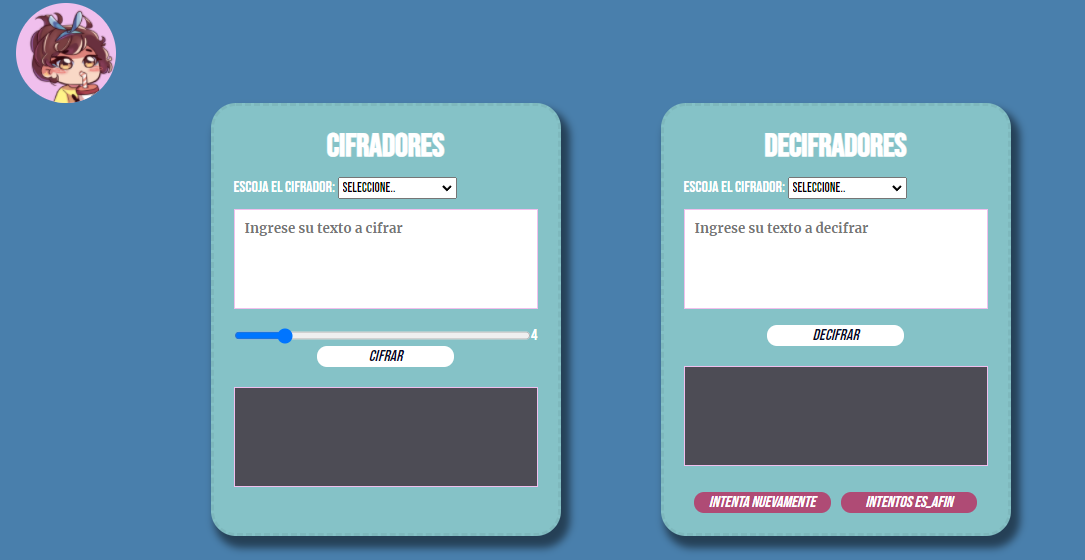 CIFRADORES
ESCOJA EL CIFRADOR: SELECCIONE..
Ingrese su texto a cifrar
4
CIFRAR
DECIFRADORES
ESCOJA EL CIFRADOR: SELECCIONE..
Ingrese su texto a decifrar
DECIFRAR
INTENTA NUEVAMENTE INTENTOS ES_AFIN